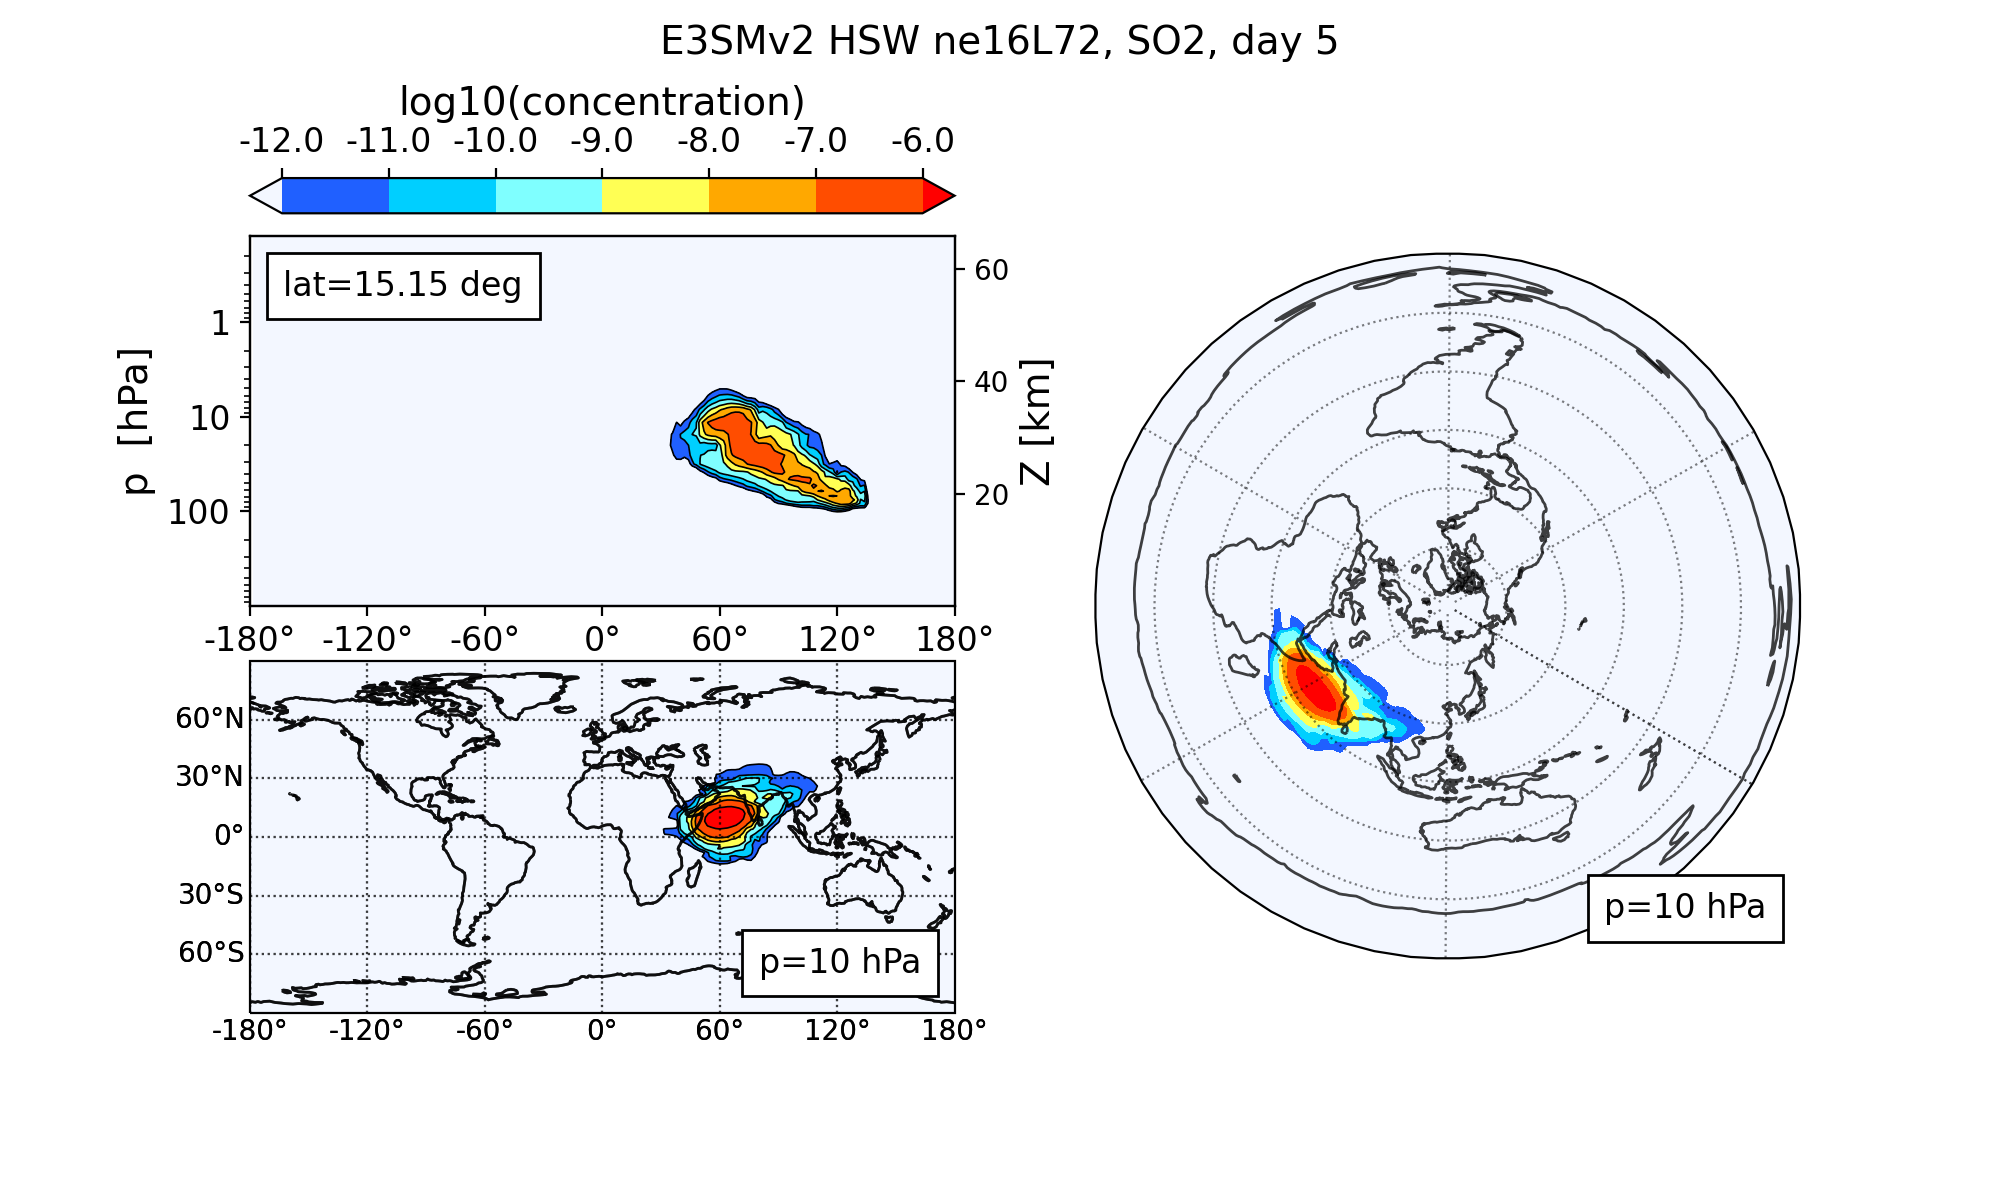 E3SMv2 HSW ne16L72, SO2, day 5
log10(concentration)
-12.0 -11.0 -10.0 -9.0 -8.0 -7.0 -6.0
lat=15.15 deg
p [hPa]
1
10
100
60
40
20
Z [km]
-180° -120° -60° 0° 60° 120° 180°
60°N
30°N
0°
30°S
60°S
p=10 hPa
-180° -120° -60° 0° 60° 120° 180°
p=10 hPa